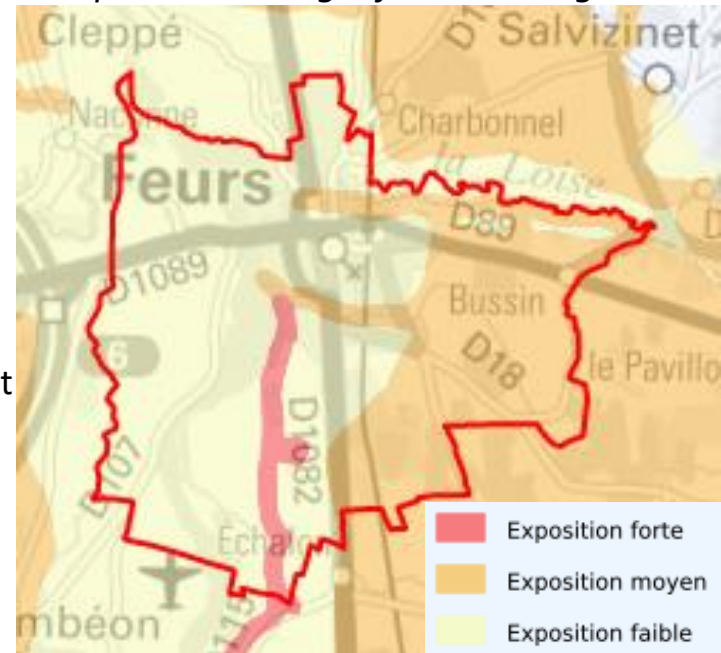 Cleppé
Salvizinet
Charbonnel
la Loise
Feurs
D89
D1089
Bussin
D18
le Pavillo
t
D1082
D107
Exposition forte
Exposition moyen
Exposition faible
mbéon